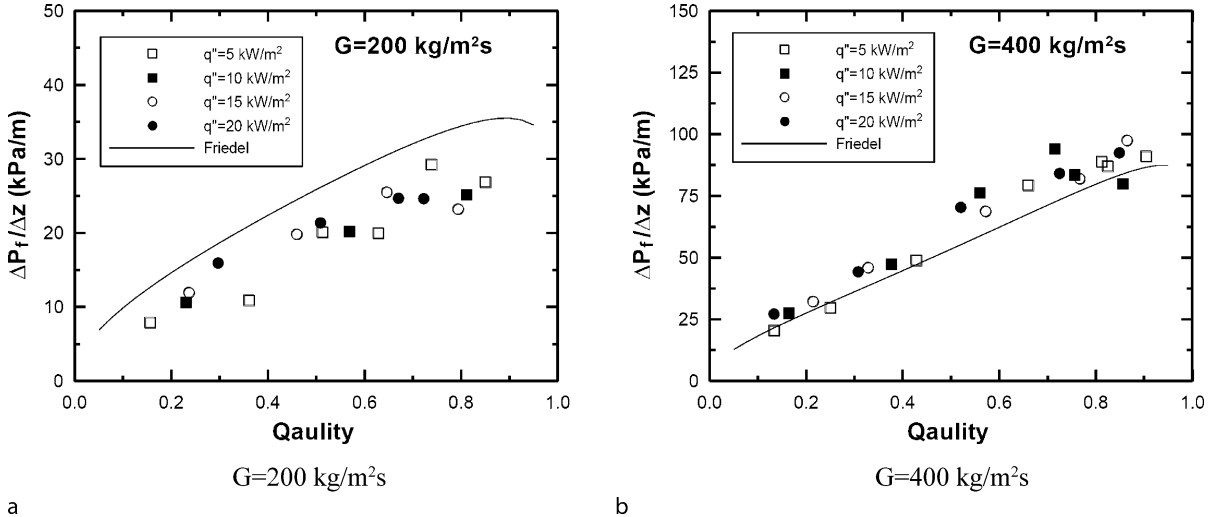 G=200 kg/m²s
q"=5 kW/m²
q"=10 kW/m²
q"=15 kW/m²
q"=20 kW/m²
Friedel
50
40
30
20
10
0
ΔPf/Δz (kPa/m)
0.0 0.2 0.4 0.6 0.8 1.0
Qaulity
G=200 kg/m²s
a
G=400 kg/m²s
q"=5 kW/m²
q"=10 kW/m²
q"=15 kW/m²
q"=20 kW/m²
Friedel
150
125
100
75
50
25
0
ΔPf/Δz (kPa/m)
0.0 0.2 0.4 0.6 0.8 1.0
Qaulity
G=400 kg/m²s
b